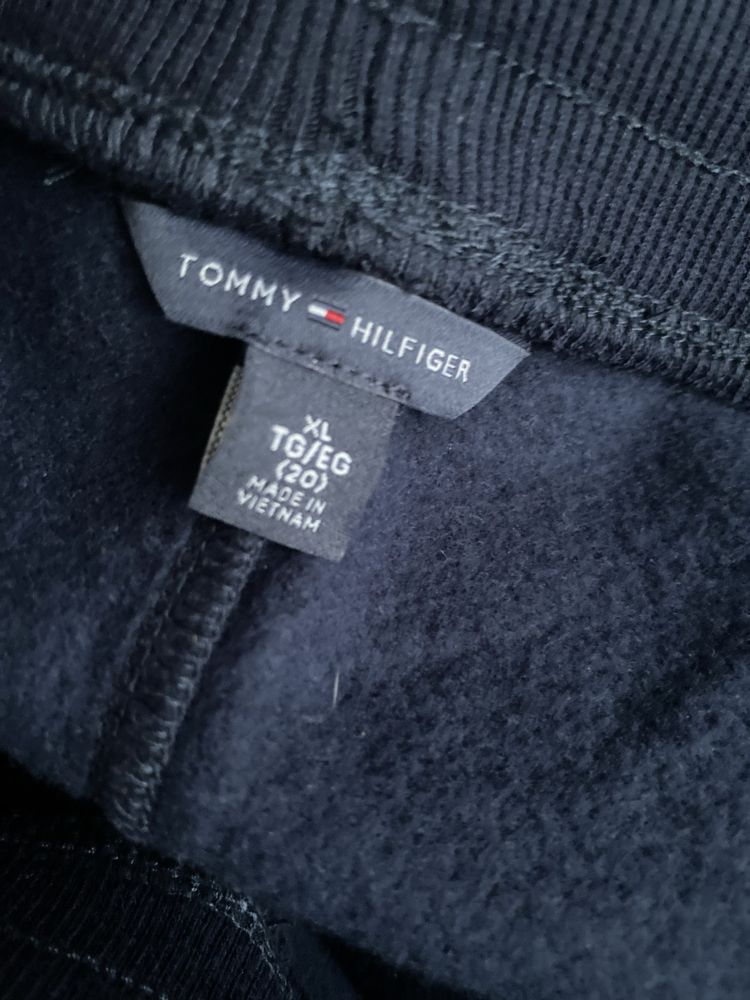 TOMMY HILFIGER
XL
TG/EG
(20)
MADE IN
VIETNAM